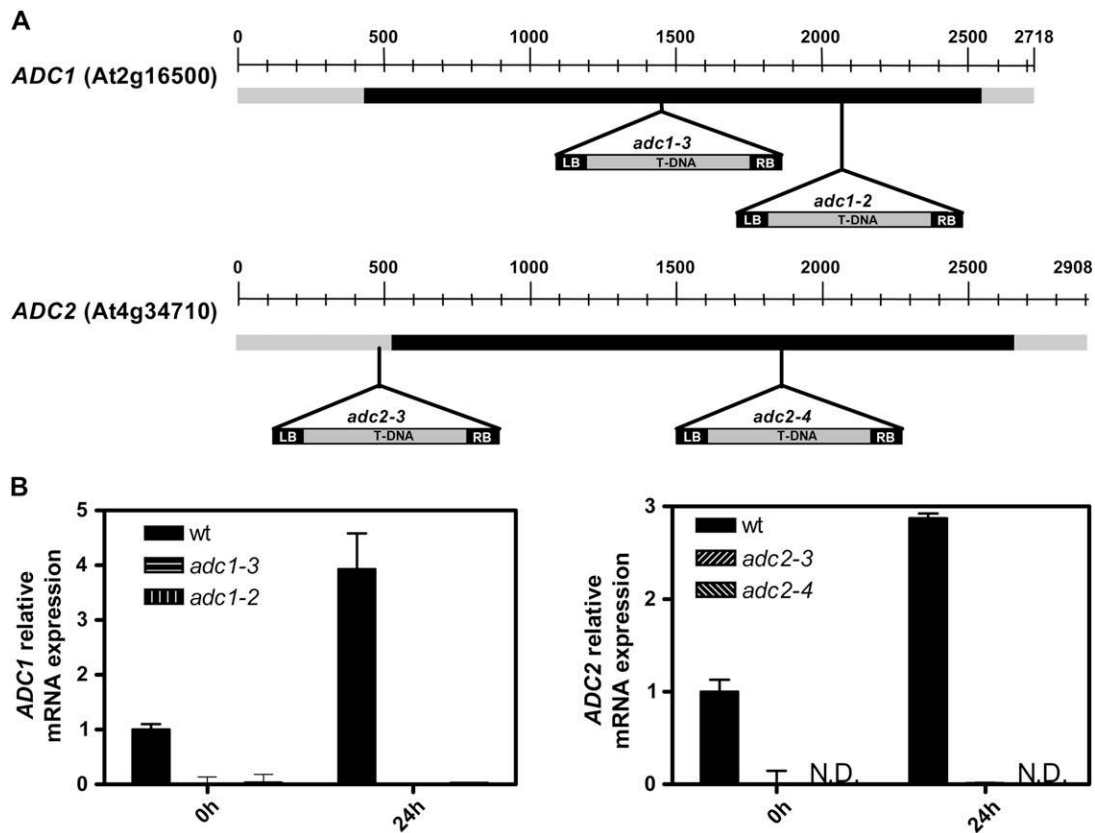 A
0 500 1000 1500 2000 2500 2718
ADC1 (At2g16500)
adc1-3
LB T-DNA RB
adc1-2
LB T-DNA RB
0 500 1000 1500 2000 2500 2908
ADC2 (At4g34710)
adc2-3
LB T-DNA RB
adc2-4
LB T-DNA RB
B
ADC1 relative
mRNA expression
5
4
3
2
1
0
wt
adc1-3
adc1-2
0h
24h
ADC2 relative
mRNA expression
3
2
1
0
wt
adc2-3
adc2-4
N.D.
N.D.
0h
24h